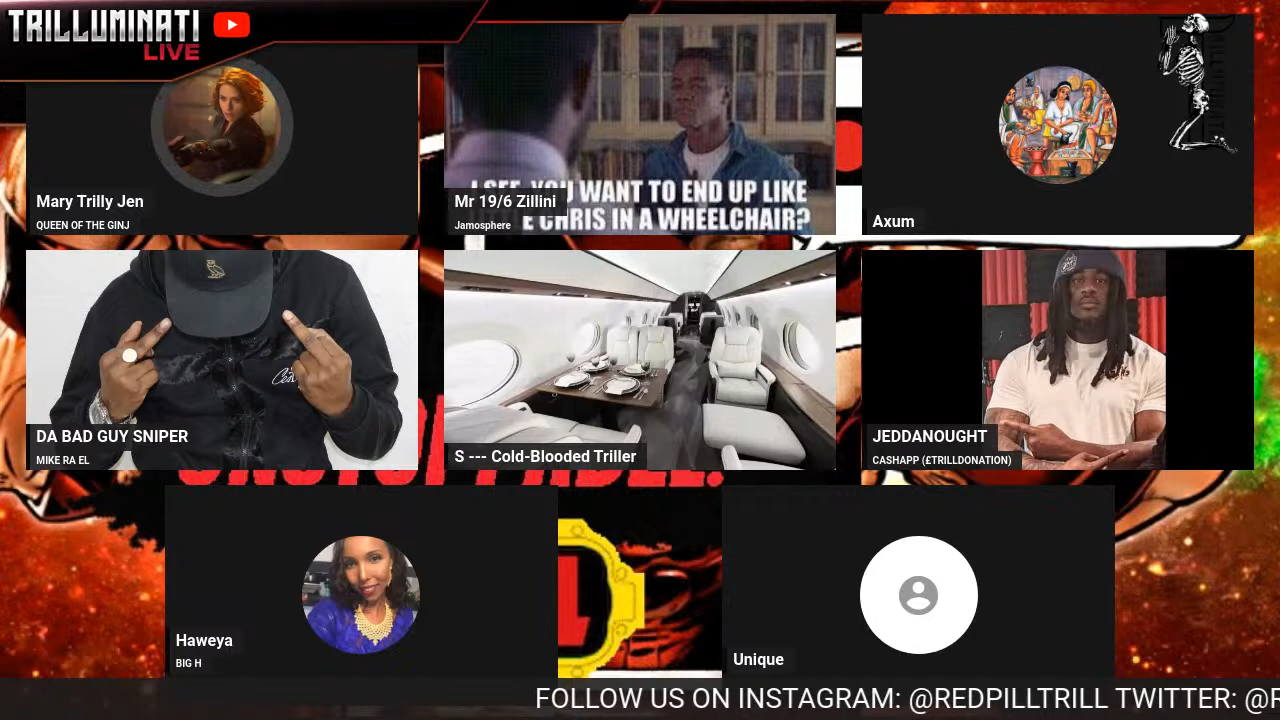 TRILLUMINATI
LIVE
Mary Trilly Jen
QUEEN OF THE GINJ
I SEE, YOU WANT TO END UP LIKE
CHRIS IN A WHEELCHAIR?
Mr 19/6 Zillini
Jamosphere
Axum
DA BAD GUY SNIPER
MIKE RA EL
S --- Cold-Blooded Triller
JEDDANOUGHT
CASHAPP (£TRILLDONATION)
Haweya
BIG H
Unique
FOLLOW US ON INSTAGRAM: @REDPILLTRILL TWITTER: